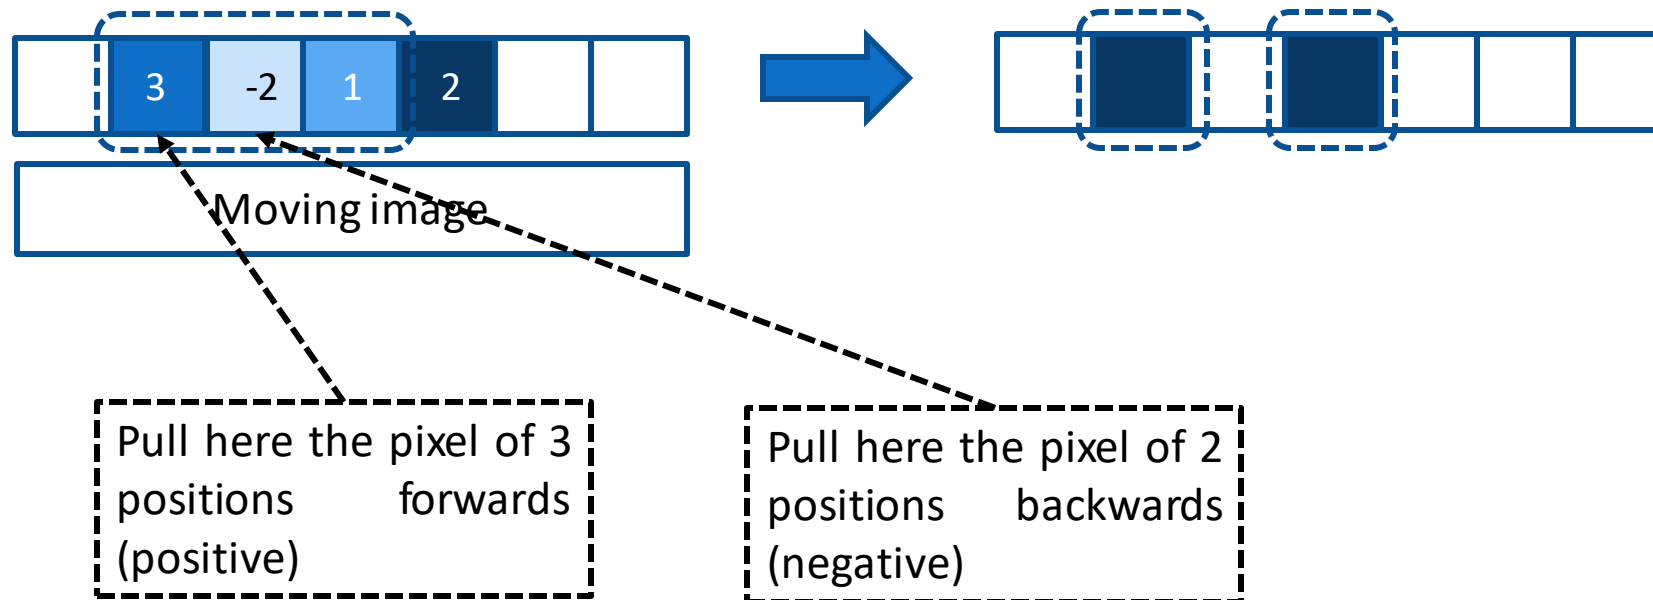 3 -2 1 2
Moving image
Pull here the pixel of 3
positions forwards
(positive)
Pull here the pixel of 2
positions backwards
(negative)